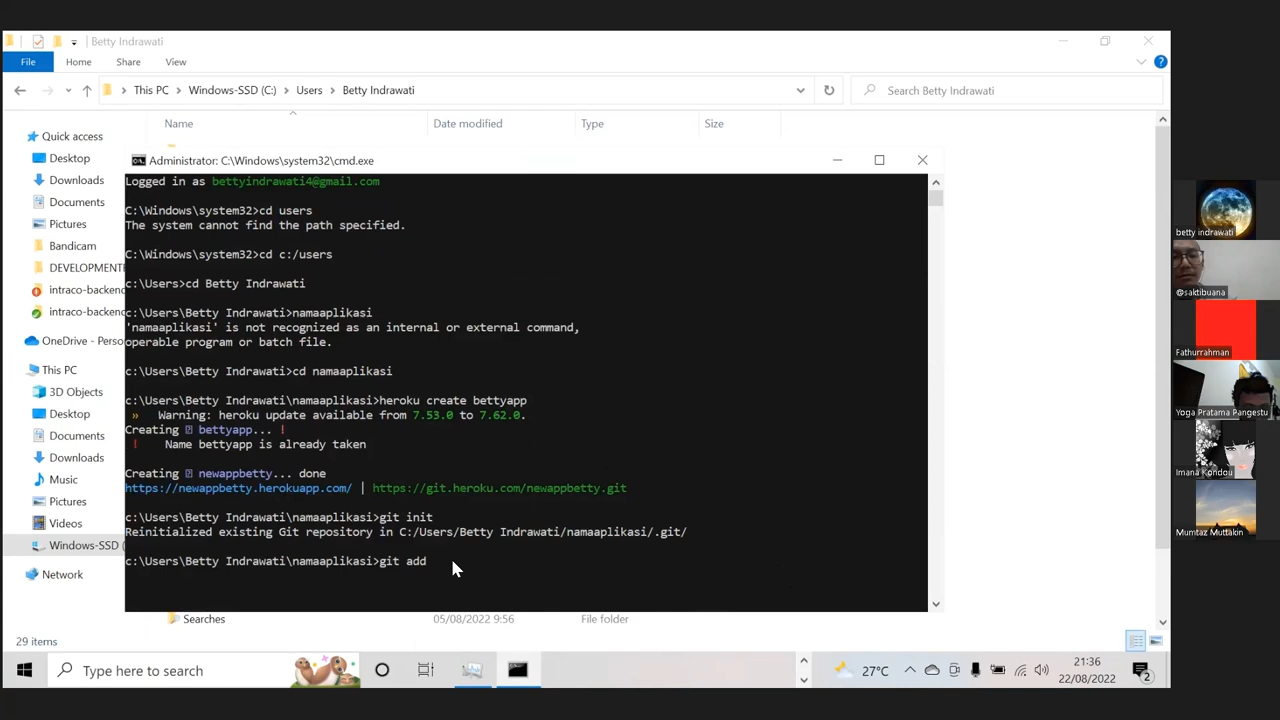 Betty Indrawati
File
Home
Share
View
This PC > Windows-SSD (C:) > Users > Betty Indrawati
Search Betty Indrawati
Name
Date modified
Type
Size
Quick access
Desktop
Downloads
Documents
Pictures
Bandicam
DEVELOPMENT
intraco-backend
intraco-backend
OneDrive - Perso
This PC
3D Objects
Desktop
Documents
Downloads
Music
Pictures
Videos
Windows-SSD (
Network
Administrator: C:\Windows\system32\cmd.exe
Logged in as bettyindrawati4@gmail.com
C:\Windows\system32>cd users
The system cannot find the path specified.
C:\Windows\system32>cd c:/users
c:\Users>cd Betty Indrawati
c:\Users\Betty Indrawati>namaaplikasi
'namaaplikasi' is not recognized as an internal or external command,
operable program or batch file.
c:\Users\Betty Indrawati>cd namaaplikasi
c:\Users\Betty Indrawati\namaaplikasi>heroku create bettyapp
» Warning: heroku update available from 7.53.0 to 7.62.0.
Creating bettyapp... !
! Name bettyapp is already taken
Creating newappbetty... done
https://newappbetty.herokuapp.com/ | https://git.heroku.com/newappbetty.git
c:\Users\Betty Indrawati\namaaplikasi>git init
Reinitialized existing Git repository in C:/Users/Betty Indrawati/namaaplikasi/.git/
c:\Users\Betty Indrawati\namaaplikasi>git add
Searches
05/08/2022 9:56
File folder
29 items
Type here to search
27°C
21:36
22/08/2022
2
betty indrawati
@saktibuana
Fathurrahman
Yoga Pratama Pangestu
Imana Kondou
Mumtaz Muttakin